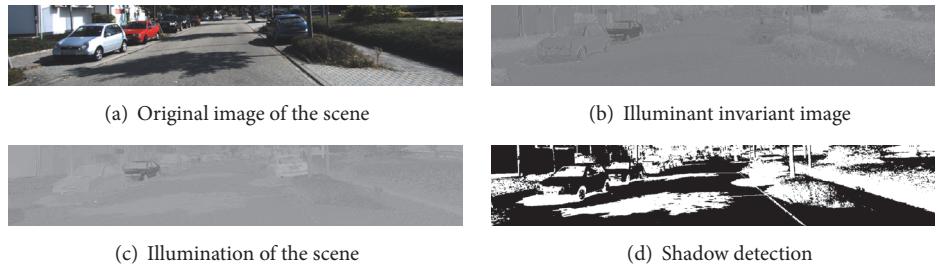 (a) Original image of the scene
(b) Illuminant invariant image
(c) Illumination of the scene
(d) Shadow detection